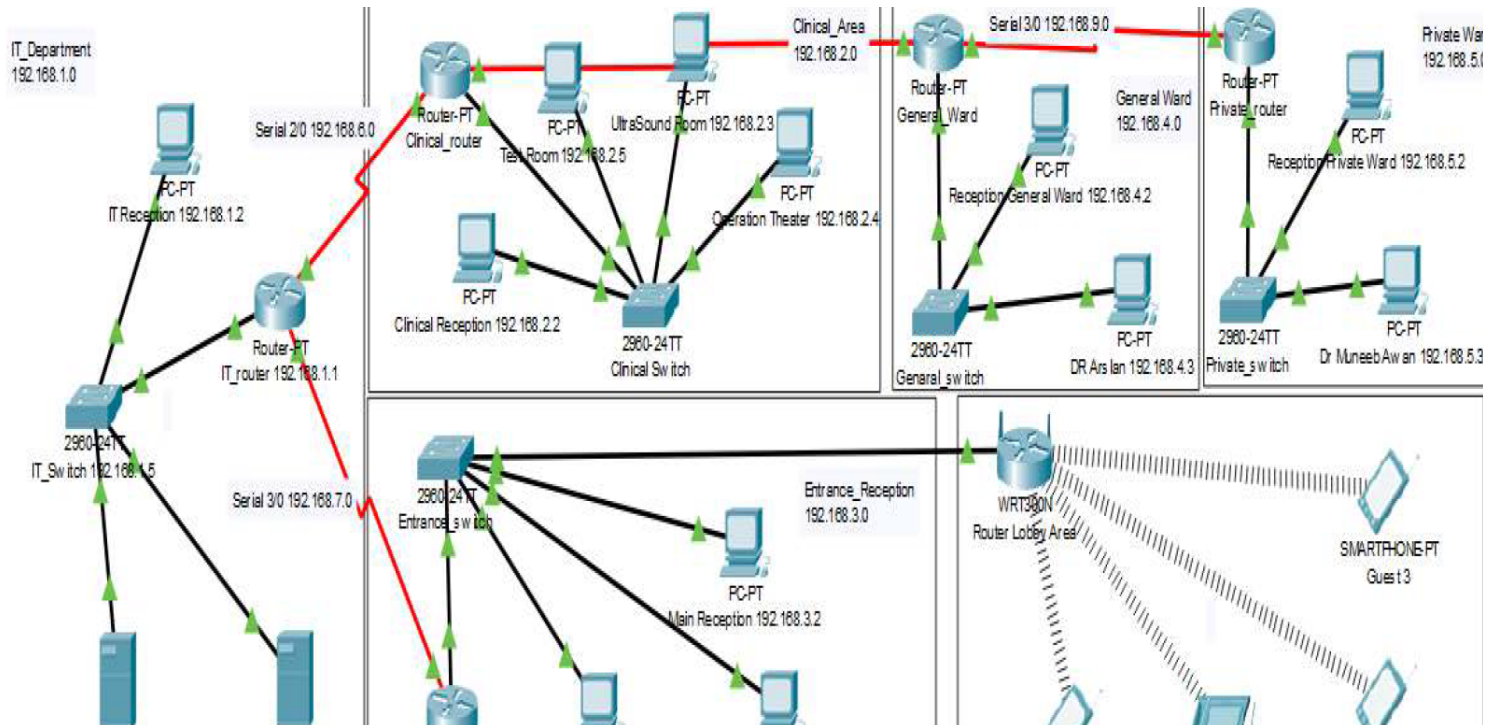 IT_Department
192.168.1.0
PC-PT
IT Reception 192.168.1.2
Serial 2/0 192.168.6.0
Router-PT
IT_router 192.168.1.1
2960-24TT
IT_Switch 192.168.1.5
Serial 3/0 192.168.7.0
Router-PT
Clinical_router
PC-PT
Test Room 192.168.2.5
PC-PT
UltraSound Room 192.168.2.3
Clinical_Area
192.168.2.0
PC-PT
Operation Theater 192.168.2.4
PC-PT
Clinical Reception 192.168.2.2
2960-24TT
Clinical Switch
Router-PT
General_Ward
Serial 3/0 192.168.9.0
General Ward
192.168.4.0
PC-PT
Reception General Ward 192.168.4.2
2960-24TT
Genaral_switch
PC-PT
DR Arslan 192.168.4.3
Router-PT
Private_router
Private War
192.168.5.0
PC-PT
Reception Private Ward 192.168.5.2
2960-24TT
Private_switch
PC-PT
Dr Muneeb Awan 192.168.5.3
2960-24TT
Entrance_switch
Entrance_Reception
192.168.3.0
PC-PT
Main Reception 192.168.3.2
WRT300N
Router Lobby Area
SMARTPHONE-PT
Guest 3